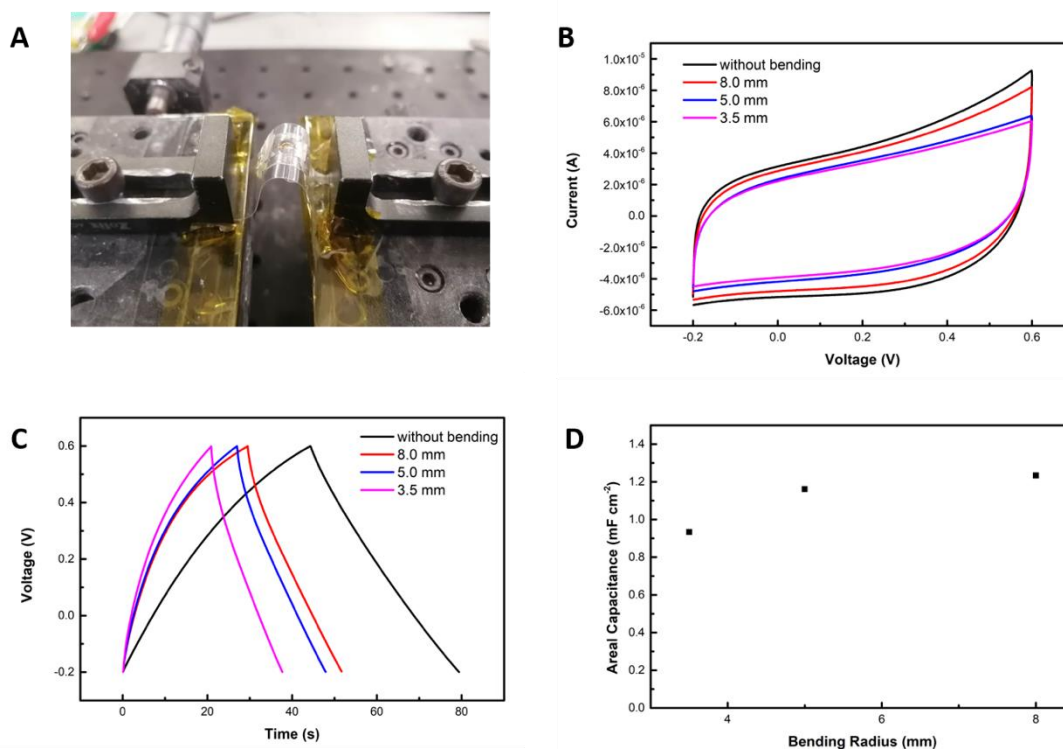 A
B
without bending
8.0 mm
5.0 mm
3.5 mm
1.0x10⁻⁵
8.0x10⁻⁶
6.0x10⁻⁶
4.0x10⁻⁶
2.0x10⁻⁶
0.0
-2.0x10⁻⁶
-4.0x10⁻⁶
-6.0x10⁻⁶
Current (A)
-0.2
0.0
0.2
0.4
0.6
Voltage (V)
C
without bending
8.0 mm
5.0 mm
3.5 mm
0.6
0.4
0.2
0.0
-0.2
Voltage (V)
0
20
40
60
80
Time (s)
D
1.4
1.2
1.0
0.8
0.6
0.4
0.2
0.0
Areal Capacitance (mF cm⁻²)
4
6
8
Bending Radius (mm)